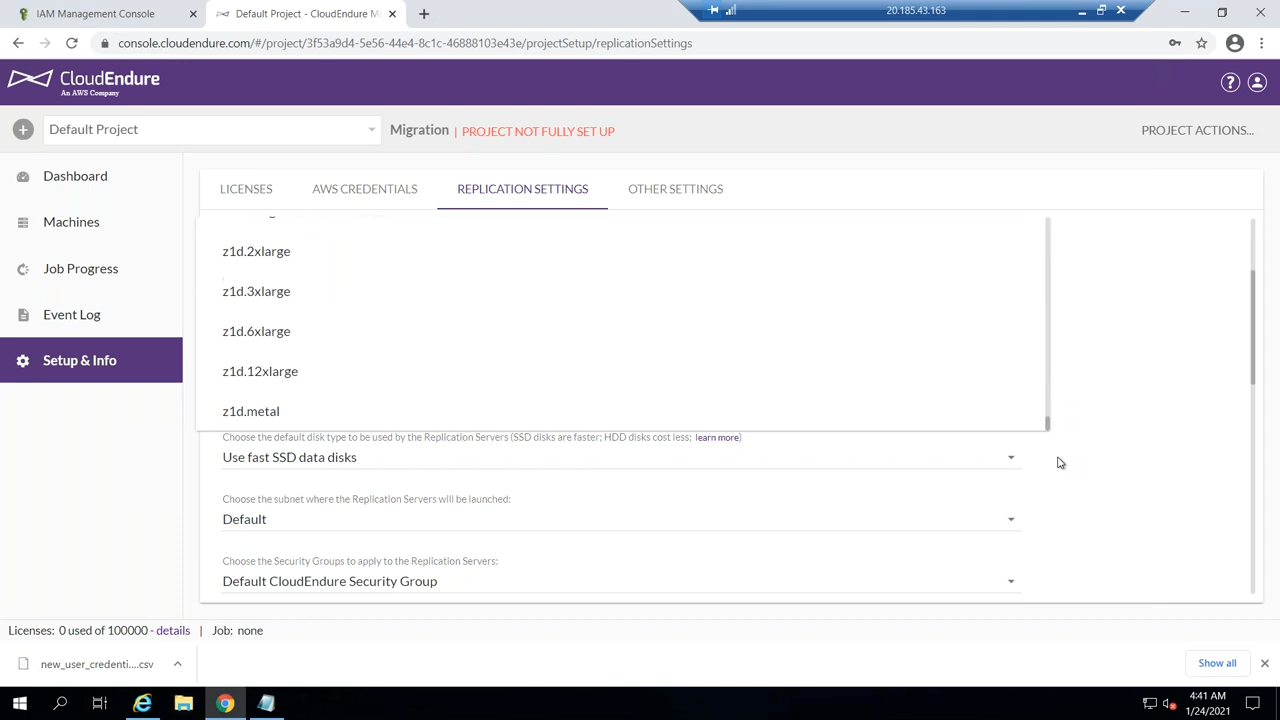 IAM Management Console
Default Project - CloudEndure M
20.185.43.163
console.cloudendure.com/#/project/3f53a9d4-5e56-44e4-8c1c-46888103e43e/projectSetup/replicationSettings
CloudEndure
An AWS Company
Default Project
Migration | PROJECT NOT FULLY SET UP
PROJECT ACTIONS...
Dashboard
Machines
Job Progress
Event Log
Setup & Info
LICENSES
AWS CREDENTIALS
REPLICATION SETTINGS
OTHER SETTINGS
z1d.2xlarge
z1d.3xlarge
z1d.6xlarge
z1d.12xlarge
z1d.metal
Choose the default disk type to be used by the Replication Servers (SSD disks are faster; HDD disks cost less; learn more)
Use fast SSD data disks
Choose the subnet where the Replication Servers will be launched:
Default
Choose the Security Groups to apply to the Replication Servers:
Default CloudEndure Security Group
Licenses: 0 used of 100000 - details | Job: none
new_user_credenti....csv
Show all
4:41 AM
1/24/2021